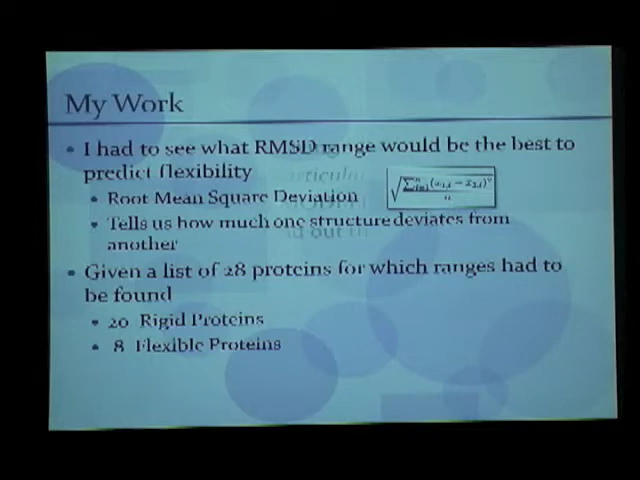 My Work
• I had to see what RMSD range would be the best to
predict flexibility
• Root Mean Square Deviation
• Tells us how much one structure deviates from
another
• Given a list of 28 proteins for which ranges had to
be found
• 20 Rigid Proteins
• 8 Flexible Proteins